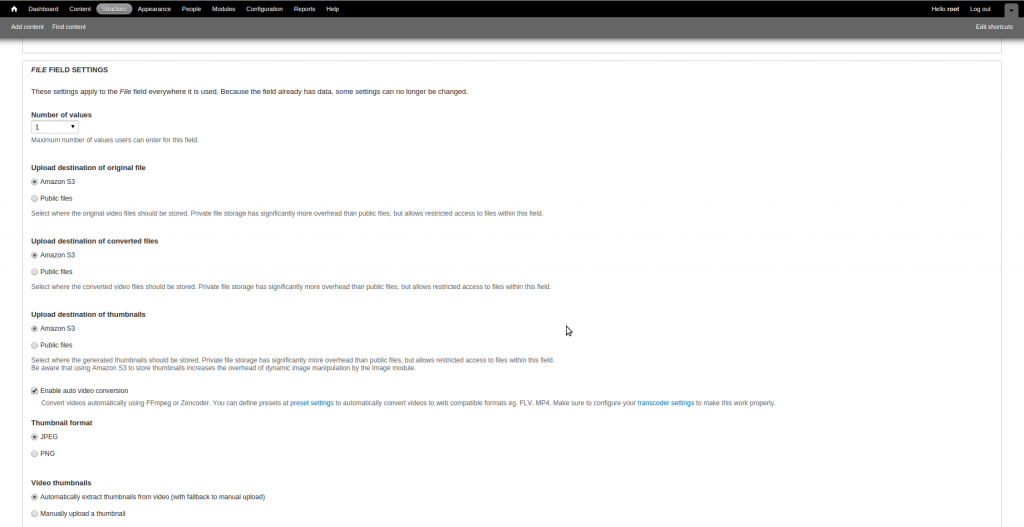 Dashboard Content Structure Appearance People Modules Configuration Reports Help Hello root Log out
Add content Find content Edit shortcuts
FILE FIELD SETTINGS
These settings apply to the File field everywhere it is used. Because the field already has data, some settings can no longer be changed.
Number of values
1
Maximum number of values users can enter for this field.
Upload destination of original file
Amazon S3
Public files
Select where the original video files should be stored. Private file storage has significantly more overhead than public files, but allows restricted access to files within this field.
Upload destination of converted files
Amazon S3
Public files
Select where the converted video files should be stored. Private file storage has significantly more overhead than public files, but allows restricted access to files within this field.
Upload destination of thumbnails
Amazon S3
Public files
Select where the generated thumbnails should be stored. Private file storage has significantly more overhead than public files, but allows restricted access to files within this field.
Be aware that using Amazon S3 to store thumbnails increases the overhead of dynamic image manipulation by the Image module.
Enable auto video conversion
Convert videos automatically using FFmpeg or Zencoder. You can define presets at preset settings to automatically convert videos to web compatible formats eg. FLV, MP4. Make sure to configure your transcoder settings to make this work properly.
Thumbnail format
JPEG
PNG
Video thumbnails
Automatically extract thumbnails from video (with fallback to manual upload)
Manually upload a thumbnail